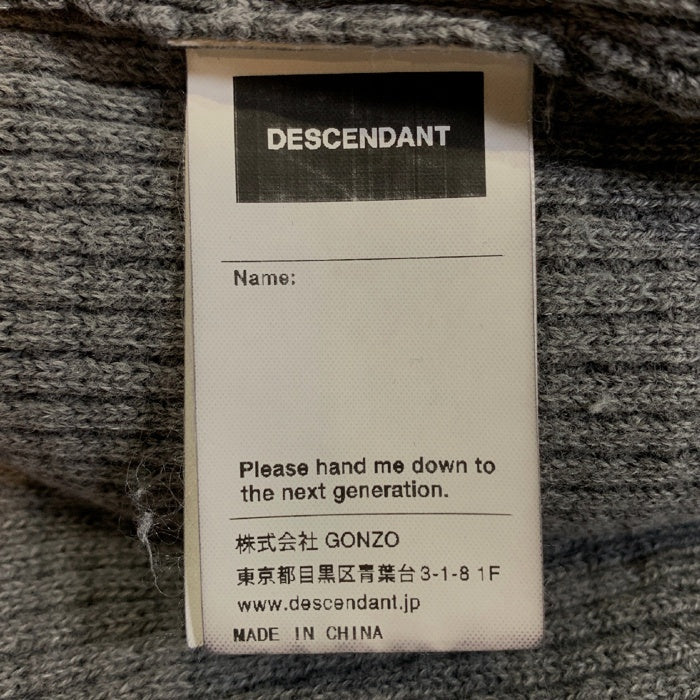 DESCENDANT
Name:
Please hand me down to
the next generation.
株式会社 GONZO
東京都目黒区青葉台3-1-8 1F
www.descendant.jp
MADE IN CHINA